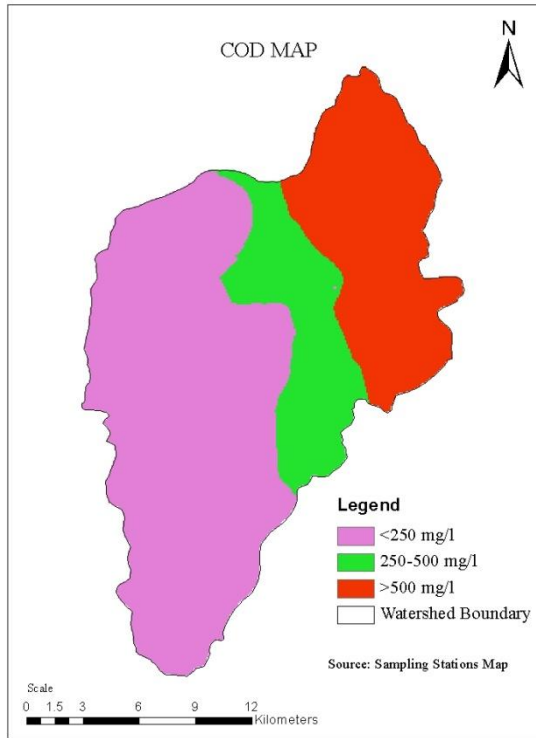 COD MAP
N
Legend
<250 mg/l
250-500 mg/l
>500 mg/l
Watershed Boundary
Source: Sampling Stations Map
Scale
0 1.5 3 6 9 12
Kilometers